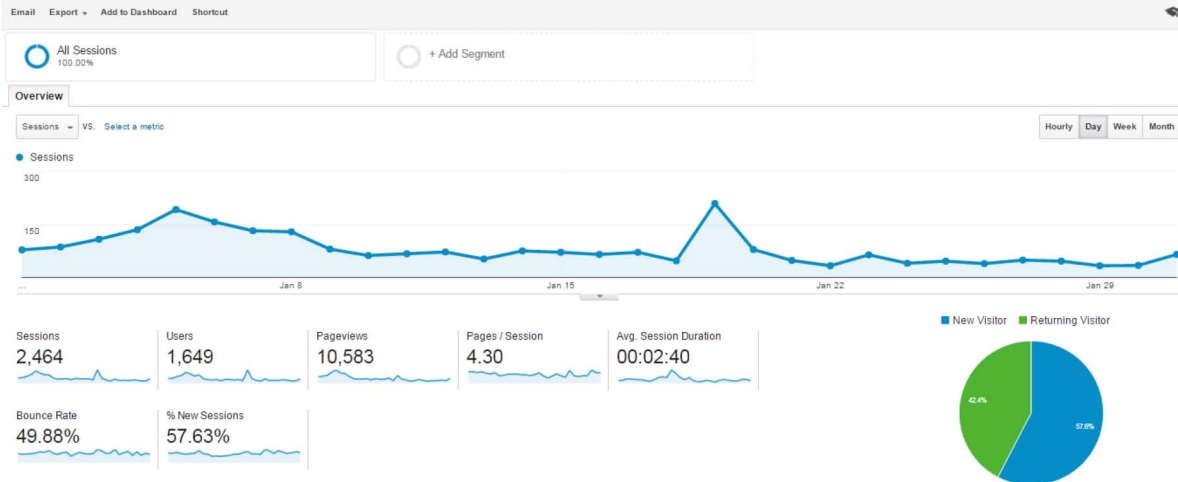 Email Export Add to Dashboard Shortcut
All Sessions
100.00%
+ Add Segment
Overview
Sessions VS. Select a metric
Hourly Day Week Month
Sessions
300
150
... Jan 8 Jan 15 Jan 22 Jan 29
New Visitor Returning Visitor
Sessions Users Pageviews Pages / Session Avg. Session Duration
2,464 1,649 10,583 4.30 00:02:40
42.4%
57.6%
Bounce Rate % New Sessions
49.88% 57.63%